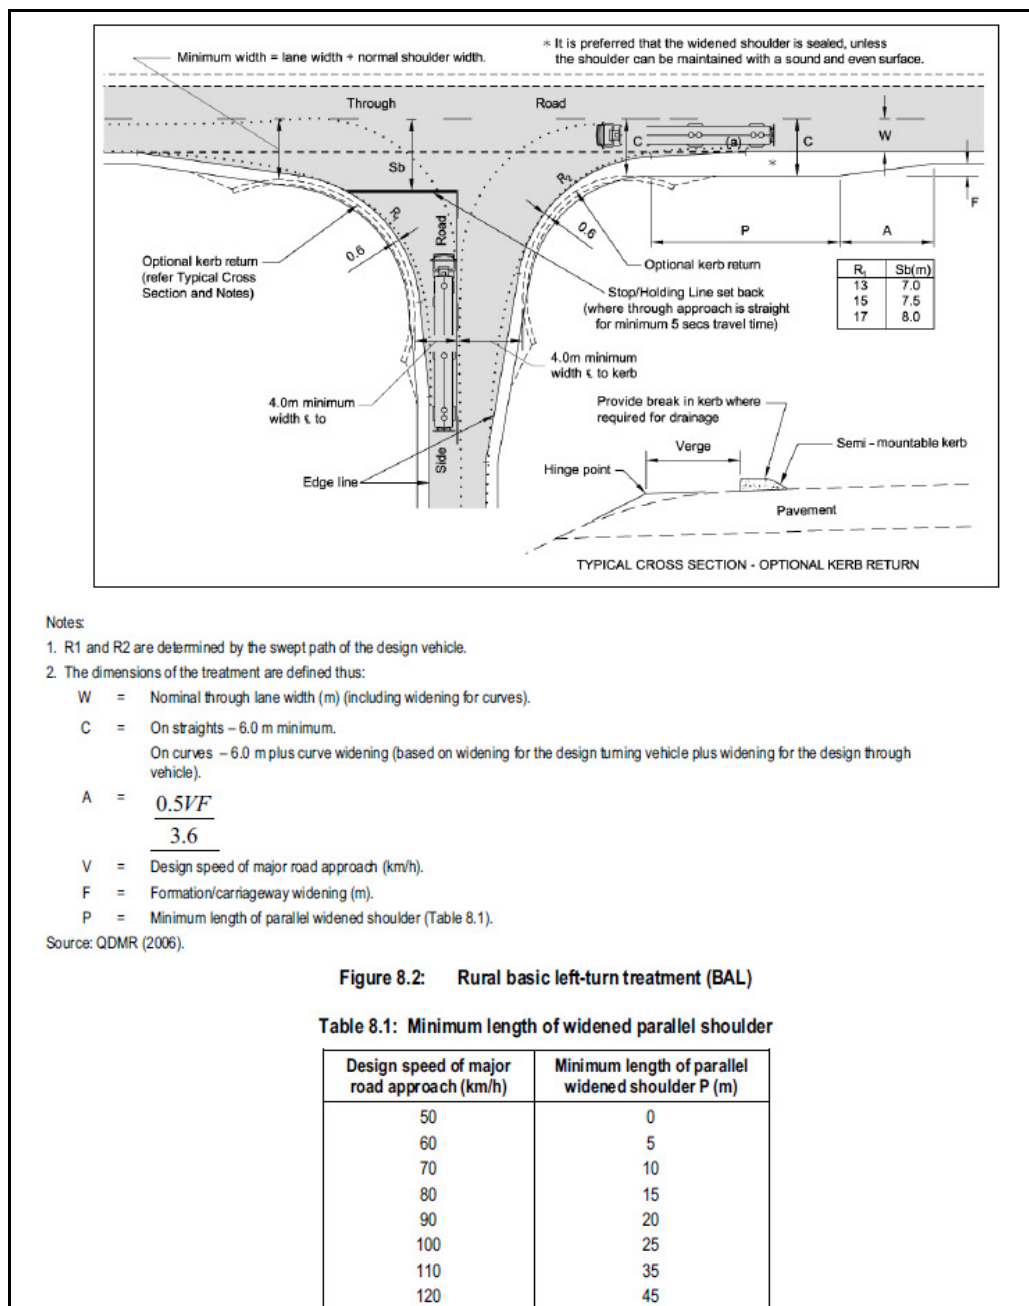 Minimum width = lane width + normal shoulder width.
* It is preferred that the widened shoulder is sealed, unless
the shoulder can be maintained with a sound and even surface.
Through Road
C
(a)
C
W
*
Sb
F
R₁
R₂
0.6
0.6
Road
P
A
Optional kerb return
(refer Typical Cross
Section and Notes)
Optional kerb return
Stop/Holding Line set back
(where through approach is straight
for minimum 5 secs travel time)
R₁ Sb(m)
13 7.0
15 7.5
17 8.0
4.0m minimum
width ℄ to kerb
4.0m minimum
width ℄ to
Side
Edge line
Provide break in kerb where
required for drainage
Verge
Semi - mountable kerb
Hinge point
Pavement
TYPICAL CROSS SECTION - OPTIONAL KERB RETURN
Notes:
1. R1 and R2 are determined by the swept path of the design vehicle.
2. The dimensions of the treatment are defined thus:
W = Nominal through lane width (m) (including widening for curves).
C = On straights – 6.0 m minimum.
On curves – 6.0 m plus curve widening (based on widening for the design turning vehicle plus widening for the design through
vehicle).
A = 0.5VF
3.6
V = Design speed of major road approach (km/h).
F = Formation/carriageway widening (m).
P = Minimum length of parallel widened shoulder (Table 8.1).
Source: QDMR (2006).
Figure 8.2: Rural basic left-turn treatment (BAL)
Table 8.1: Minimum length of widened parallel shoulder
Design speed of major Minimum length of parallel
road approach (km/h) widened shoulder P (m)
50 0
60 5
70 10
80 15
90 20
100 25
110 35
120 45